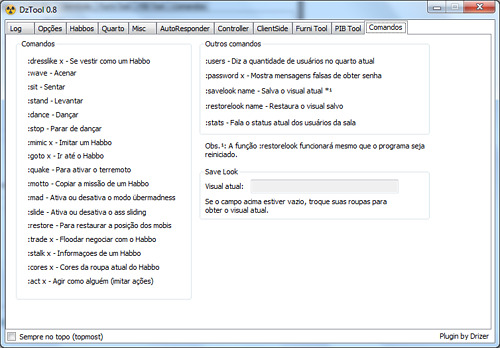 DzTool 0.8
Log Opções Habbos Quarto Misc AutoResponder Controller ClientSide Furni Tool PIB Tool Comandos
Comandos
:dresslike x - Se vestir como um Habbo
:wave - Acenar
:sit - Sentar
:stand - Levantar
:dance - Dançar
:stop - Parar de dançar
:mimic x - Imitar um Habbo
:goto x - Ir até o Habbo
:quake - Para ativar o terremoto
:motto - Copiar a missão de um Habbo
:mad - Ativa ou desativa o modo übermadness
:slide - Ativa ou desativa o ass sliding
:restore - Para restaurar a posição dos mobis
:trade x - Floodar negociar com o Habbo
:stalk x - Informaçoes de um Habbo
:cores x - Cores da roupa atual do Habbo
:act x - Agir como alguém (imitar ações)
Outros comandos
:users - Diz a quantidade de usuários no quarto atual
:password x - Mostra mensagens falsas de obter senha
:savelook name - Salva o visual atual *¹
:restorelook name - Restaura o visual salvo
:stats - Fala o status atual dos usuários da sala
Obs.¹: A função :restorelook funcionará mesmo que o programa seja
reiniciado.
Save Look
Visual atual:
Se o campo acima estiver vazio, troque suas roupas para
obter o visual atual.
Sempre no topo (topmost)
Plugin by Drizer